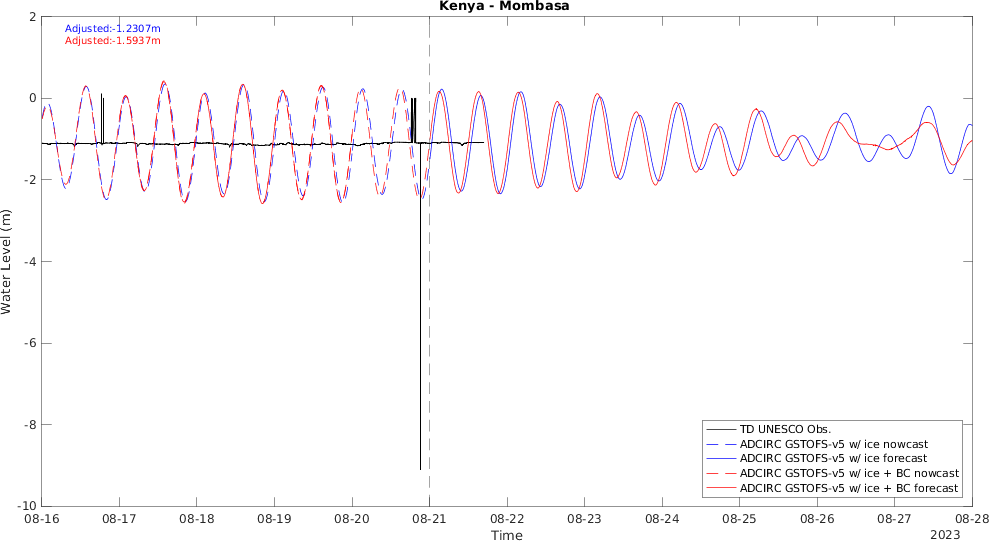 Kenya - Mombasa
Adjusted:-1.2307m
Adjusted:-1.5937m
2
0
-2
-4
-6
-8
-10
Water Level (m)
TD UNESCO Obs.
ADCIRC GSTOFS-v5 w/ ice nowcast
ADCIRC GSTOFS-v5 w/ ice forecast
ADCIRC GSTOFS-v5 w/ ice + BC nowcast
ADCIRC GSTOFS-v5 w/ ice + BC forecast
08-16 08-17 08-18 08-19 08-20 08-21 08-22 08-23 08-24 08-25 08-26 08-27 08-28
Time
2023